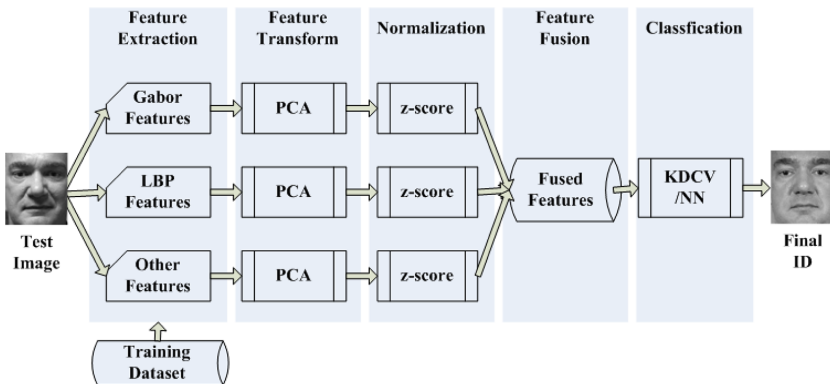 Feature
Extraction
Feature
Transform
Normalization
Feature
Fusion
Classfication
Gabor
Features
PCA
z-score
LBP
Features
PCA
z-score
Fused
Features
KDCV
/NN
Test
Image
Final
ID
Other
Features
PCA
z-score
Training
Dataset